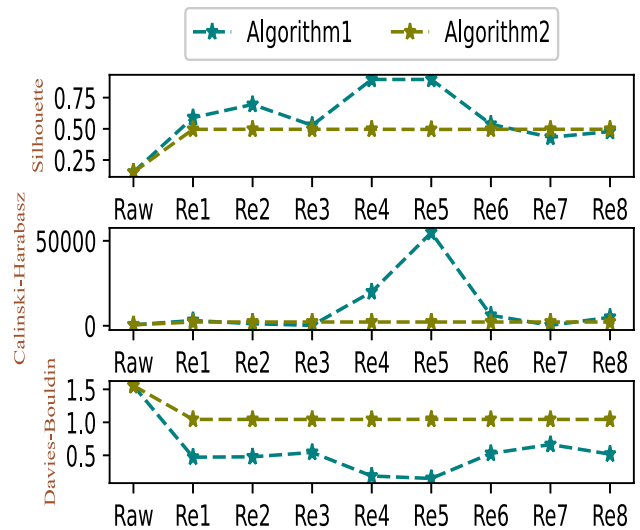 Algorithm1 Algorithm2
Silhouette
0.75
0.50
0.25
Raw Re1 Re2 Re3 Re4 Re5 Re6 Re7 Re8
Calinski-Harabasz
50000
0
Raw Re1 Re2 Re3 Re4 Re5 Re6 Re7 Re8
Davies-Bouldin
1.5
1.0
0.5
Raw Re1 Re2 Re3 Re4 Re5 Re6 Re7 Re8